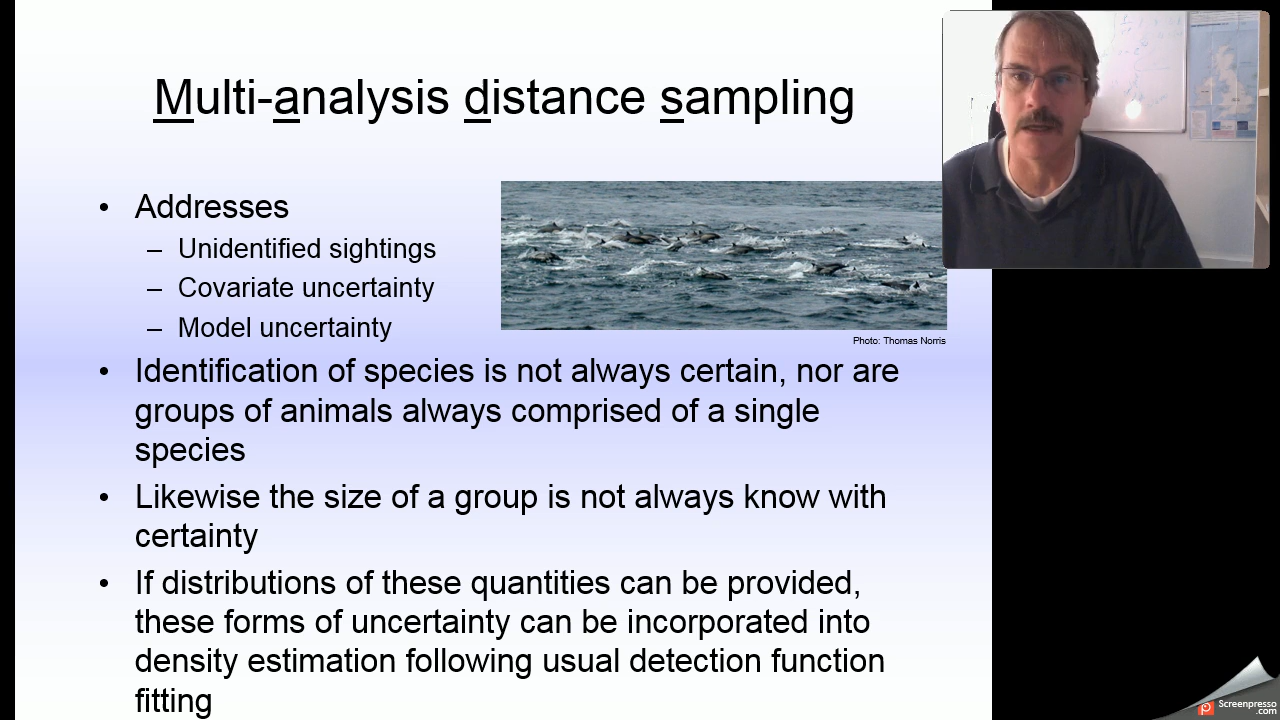 Multi-analysis distance sampling
• Addresses
– Unidentified sightings
– Covariate uncertainty
– Model uncertainty
Photo: Thomas Norris
• Identification of species is not always certain, nor are
groups of animals always comprised of a single
species
• Likewise the size of a group is not always know with
certainty
• If distributions of these quantities can be provided,
these forms of uncertainty can be incorporated into
density estimation following usual detection function
fitting
Screenpresso
.com